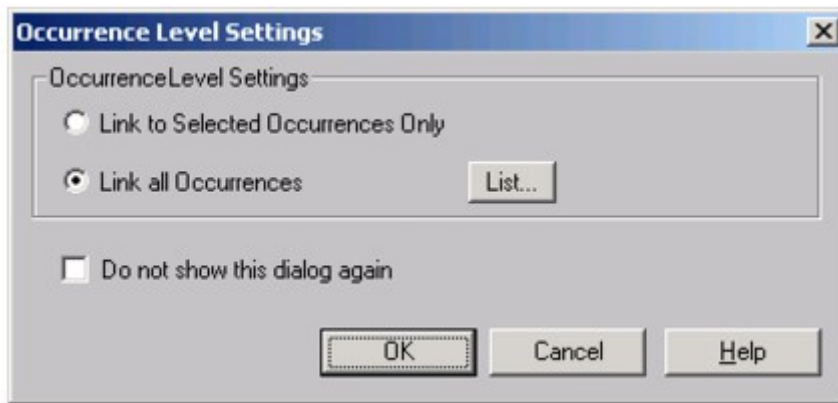 Occurrence Level Settings
OccurrenceLevel Settings
Link to Selected Occurrences Only
Link all Occurrences List...
Do not show this dialog again
OK Cancel Help